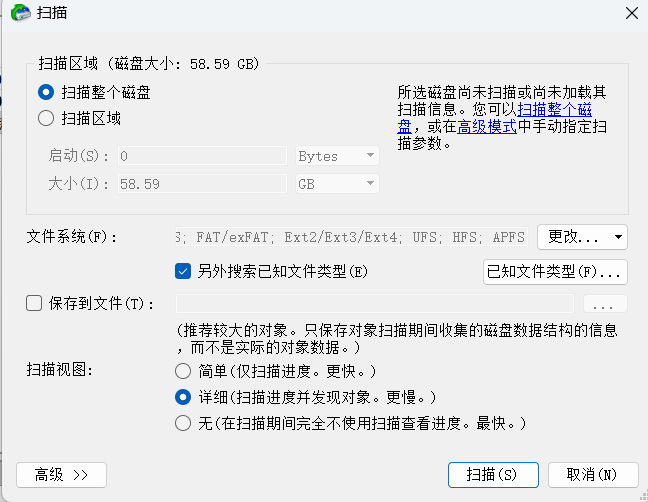 扫描
扫描区域 (磁盘大小: 58.59 GB)
扫描整个磁盘
扫描区域
启动(S): 0 Bytes
大小(I): 58.59 GB
所选磁盘尚未扫描或尚未加载其
扫描信息。您可以扫描整个磁
盘，或在高级模式中手动指定扫
描参数。
文件系统(F): S; FAT/exFAT; Ext2/Ext3/Ext4; UFS; HFS; APFS 更改...
另外搜索已知文件类型(E) 已知文件类型(F)...
保存到文件(T): ...
(推荐较大的对象。只保存对象扫描期间收集的磁盘数据结构的信息
，而不是实际的对象数据。)
扫描视图: 简单(仅扫描进度。更快。)
详细(扫描进度并发现对象。更慢。)
无(在扫描期间完全不使用扫描查看进度。最快。)
高级 >> 扫描(S) 取消(N)